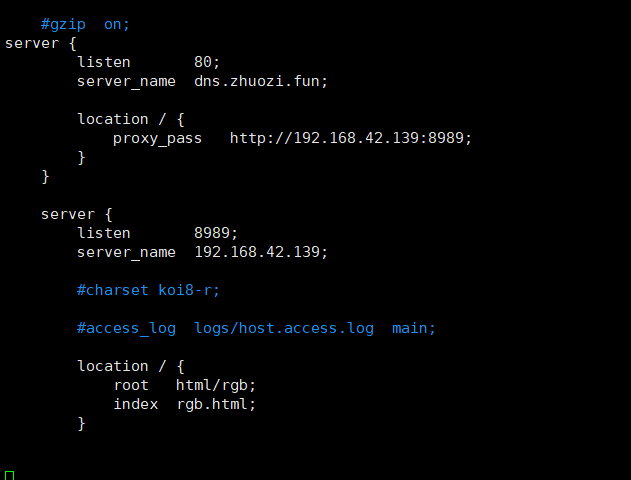 #gzip  on;
server {
listen       80;
server_name  dns.zhuozi.fun;
location / {
proxy_pass   http://192.168.42.139:8989;
}
}
server {
listen       8989;
server_name  192.168.42.139;
#charset koi8-r;
#access_log  logs/host.access.log  main;
location / {
root   html/rgb;
index  rgb.html;
}